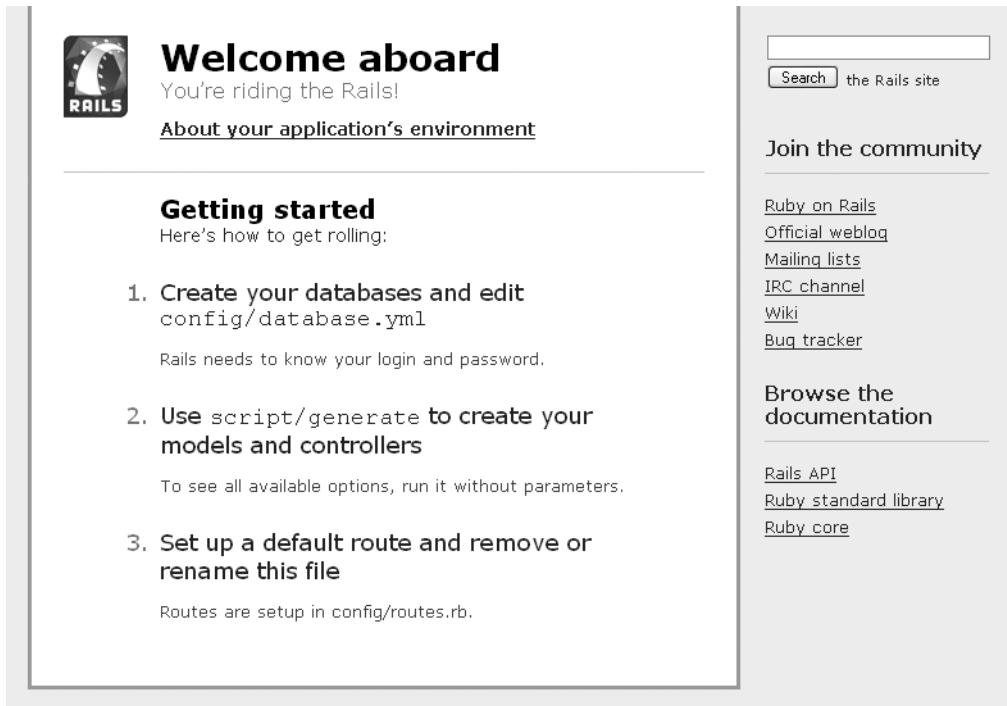 RAILS
Welcome aboard
You're riding the Rails!
About your application's environment
Getting started
Here's how to get rolling:
1. Create your databases and edit
config/database.yml
Rails needs to know your login and password.
2. Use script/generate to create your
models and controllers
To see all available options, run it without parameters.
3. Set up a default route and remove or
rename this file
Routes are setup in config/routes.rb.
Search the Rails site
Join the community
Ruby on Rails
Official weblog
Mailing lists
IRC channel
Wiki
Bug tracker
Browse the
documentation
Rails API
Ruby standard library
Ruby core